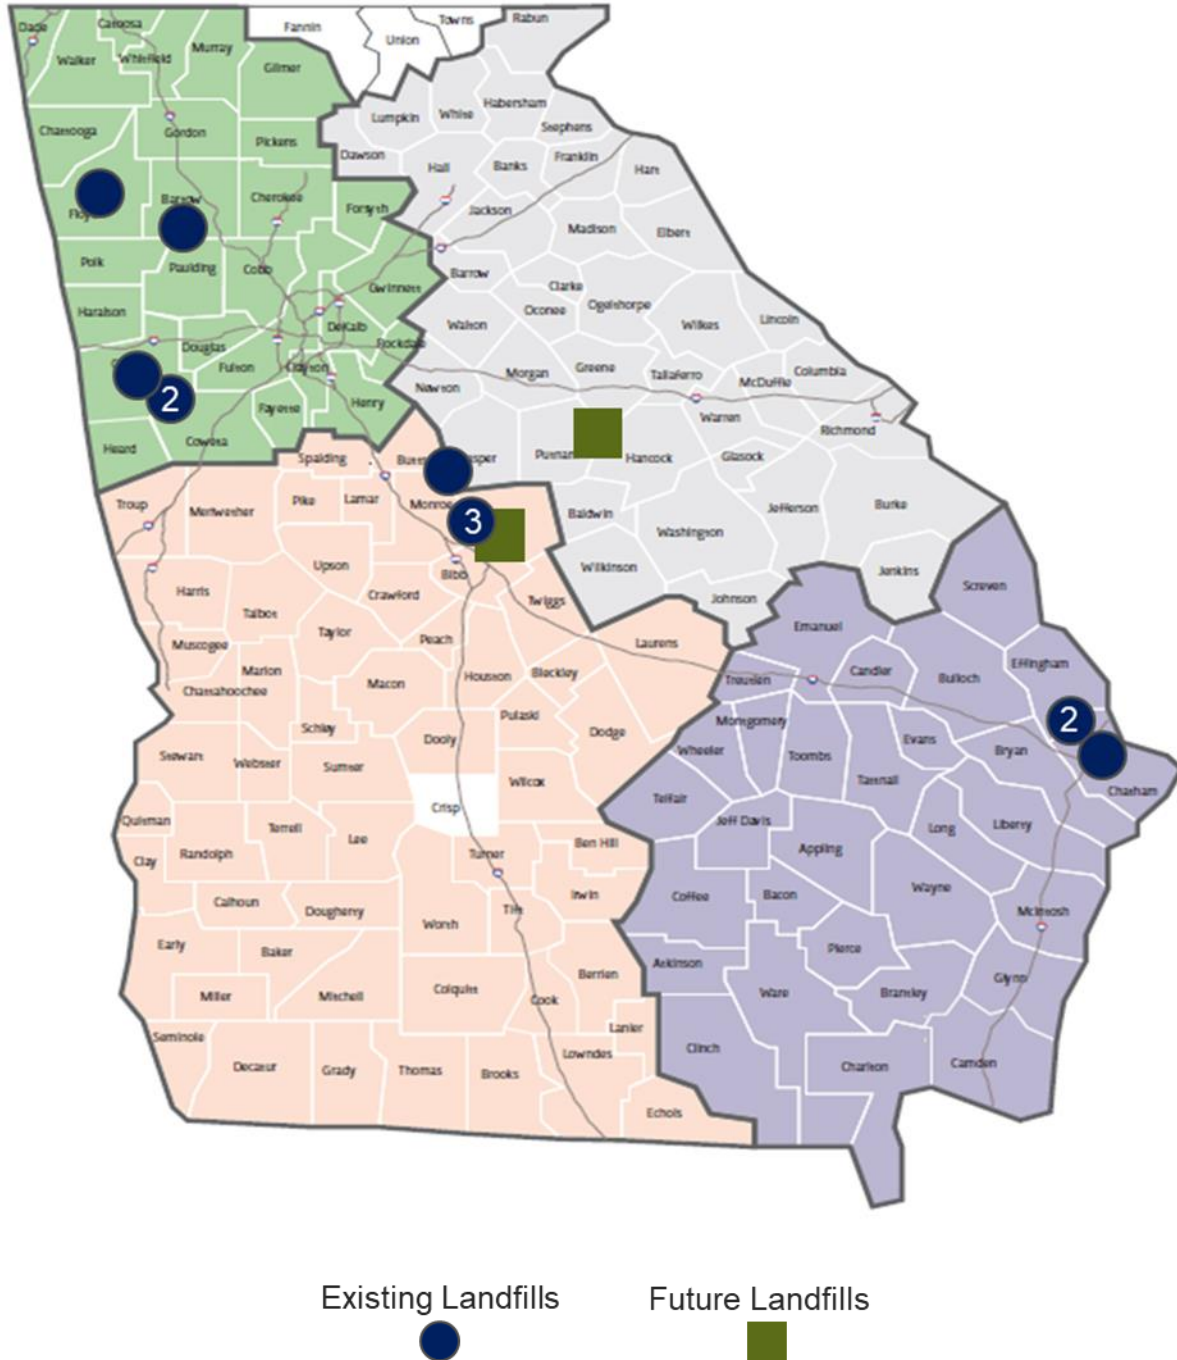 Dade
Catoosa
Fannin
Towns
Rabun
Union
Murray
Walker
Whitfield
Gilmer
Lumpkin
White
Habersham
Stephens
Chattooga
Gordon
Pickens
Dawson
Hall
Banks
Franklin
Hart
Bartow
Cherokee
Forsyth
Jackson
Madison
Elbert
Polk
Paulding
Cobb
Gwinnett
Barrow
Clarke
Oconee
Oglethorpe
Haralson
DeKalb
Walton
Wilkes
Lincoln
Douglas
Rockdale
Fulton
Clayton
Newton
Morgan
Greene
Taliaferro
McDuffie
Columbia
2
Fayette
Henry
Warren
Richmond
Heard
Coweta
Spalding
Putnam
Hancock
Glasock
Troup
Meriwether
Pike
Lamar
Monroe
3
Baldwin
Jefferson
Burke
Washington
Upson
Bibb
Wilkinson
Jenkins
Screven
Harris
Crawford
Twiggs
Johnson
Talbot
Taylor
Peach
Laurens
Emanuel
Muscogee
Marion
Macon
Houston
Bleckley
Treutlen
Candler
Bulloch
Effingham
Chattahoochee
Schley
Dooly
Pulaski
Dodge
Montgomery
2
Stewart
Webster
Sumter
Wheeler
Toombs
Evans
Bryan
Tattnall
Chatham
Crisp
Wilcox
Telfair
Quitman
Terrell
Lee
Jeff Davis
Long
Liberty
Clay
Randolph
Turner
Ben Hill
Appling
Calhoun
Dougherty
Worth
Tift
Irwin
Coffee
Bacon
Wayne
McIntosh
Early
Baker
Pierce
Atkinson
Miller
Mitchell
Colquitt
Cook
Berrien
Ware
Brantley
Glynn
Seminole
Lanier
Decatur
Grady
Thomas
Brooks
Lowndes
Clinch
Charlton
Camden
Echols
Existing Landfills
Future Landfills